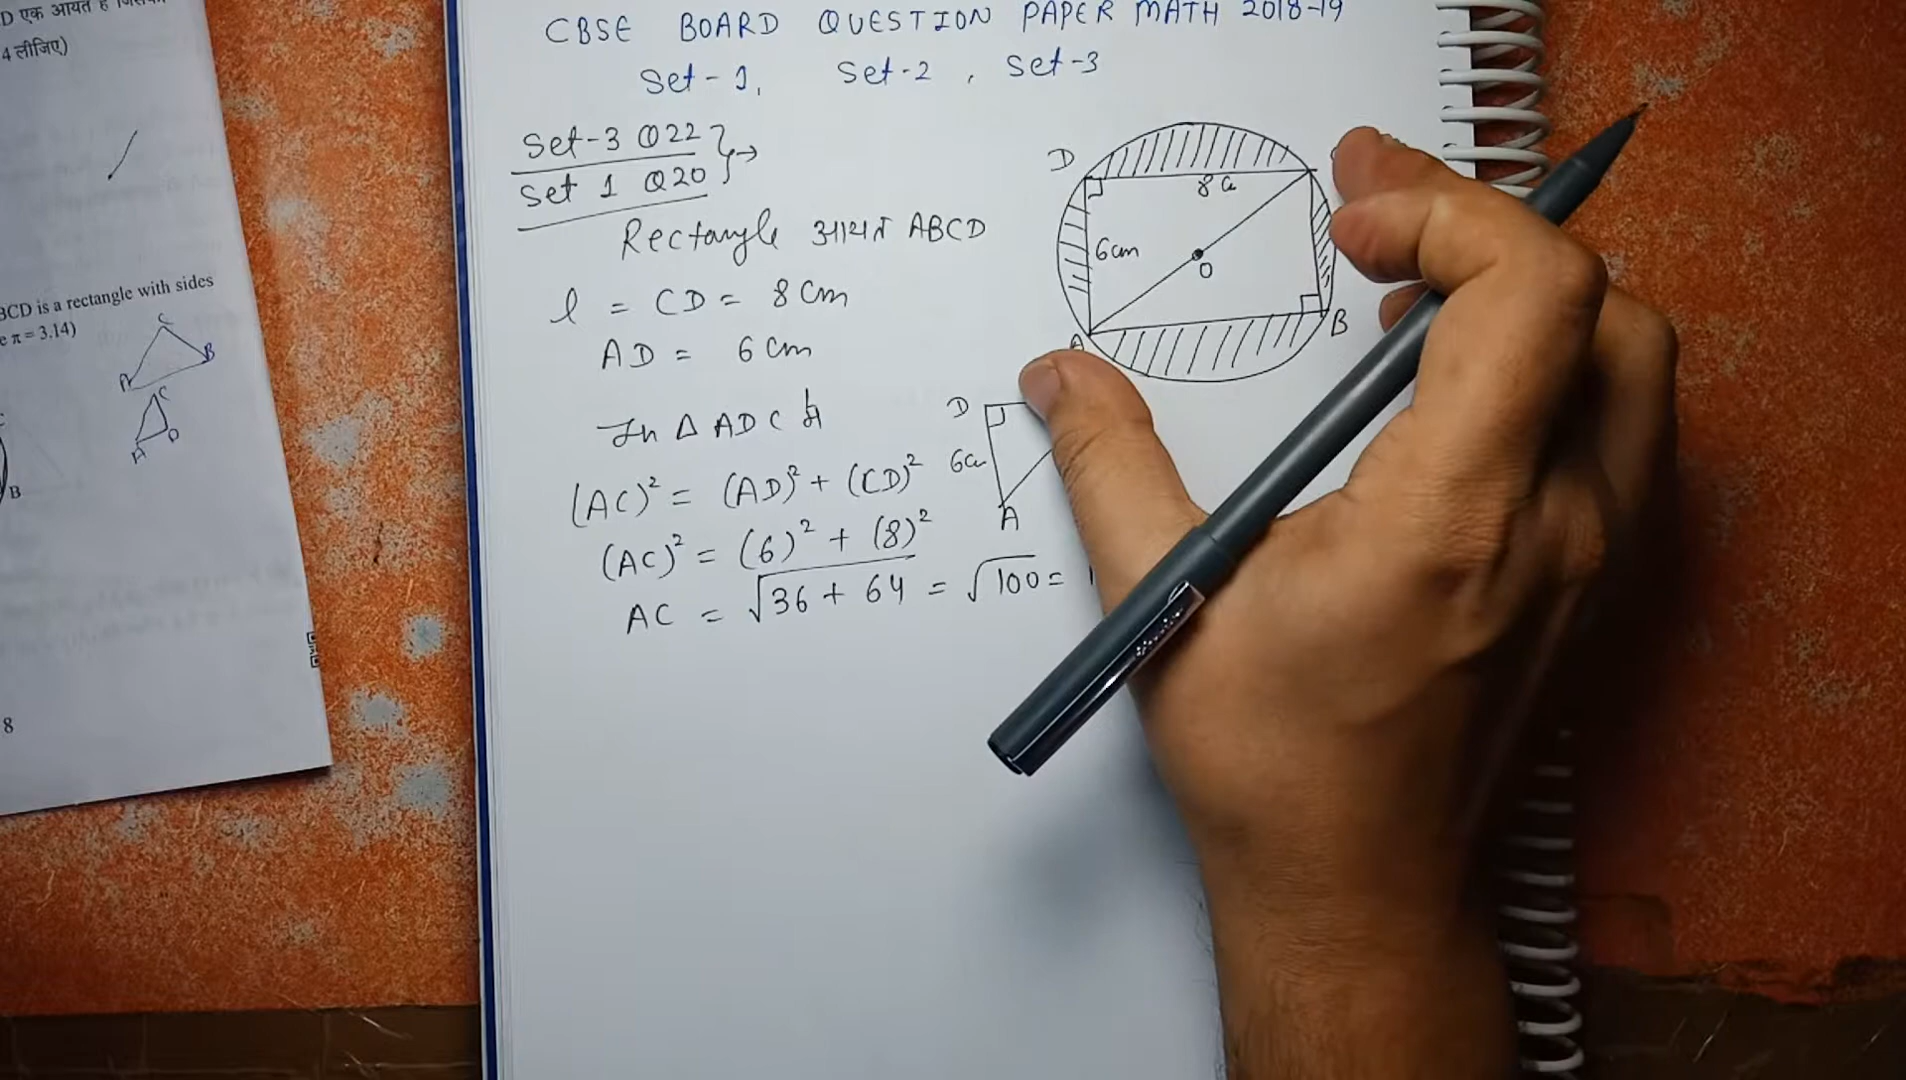 D एक आयत है
4 लीजिए)
BCD is a rectangle with sides
e π = 3.14)
C
A
B
C
A
D
B
8
CBSE BOARD QUESTION PAPER MATH 2018-19
Set-1, Set-2, Set-3
Set-3 Q22
Set 1 Q20
Rectangle आयत ABCD
l = CD = 8 Cm
AD = 6 Cm
In Δ ADC में
(AC)² = (AD)² + (CD)²
(AC)² = (6)² + (8)²
AC = √36 + 64 = √100 =
D
8
6cm
O
A
B
D
6cm
A